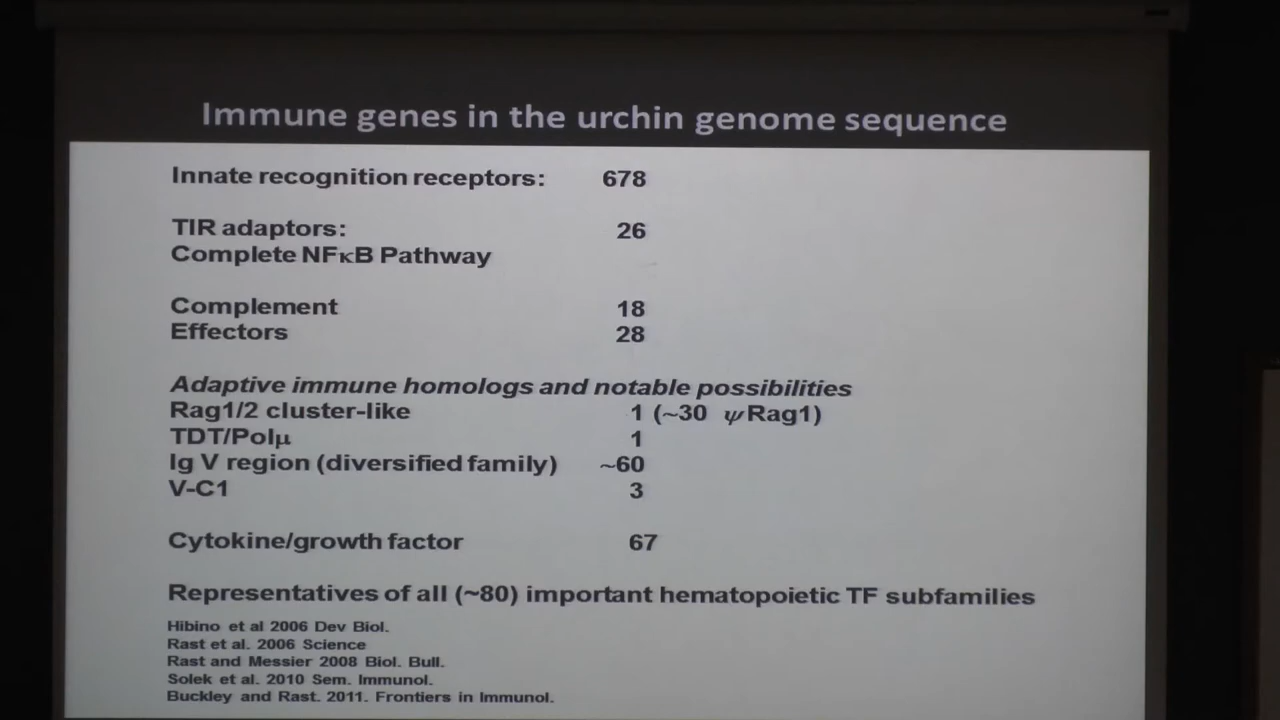 Immune genes in the urchin genome sequence
Innate recognition receptors: 678
TIR adaptors: 26
Complete NFκB Pathway
Complement 18
Effectors 28
Adaptive immune homologs and notable possibilities
Rag1/2 cluster-like 1 (~30 ψRag1)
TDT/Polµ 1
Ig V region (diversified family) ~60
V-C1 3
Cytokine/growth factor 67
Representatives of all (~80) important hematopoietic TF subfamilies
Hibino et al 2006 Dev Biol.
Rast et al. 2006 Science
Rast and Messier 2008 Biol. Bull.
Solek et al. 2010 Sem. Immunol.
Buckley and Rast. 2011. Frontiers in Immunol.